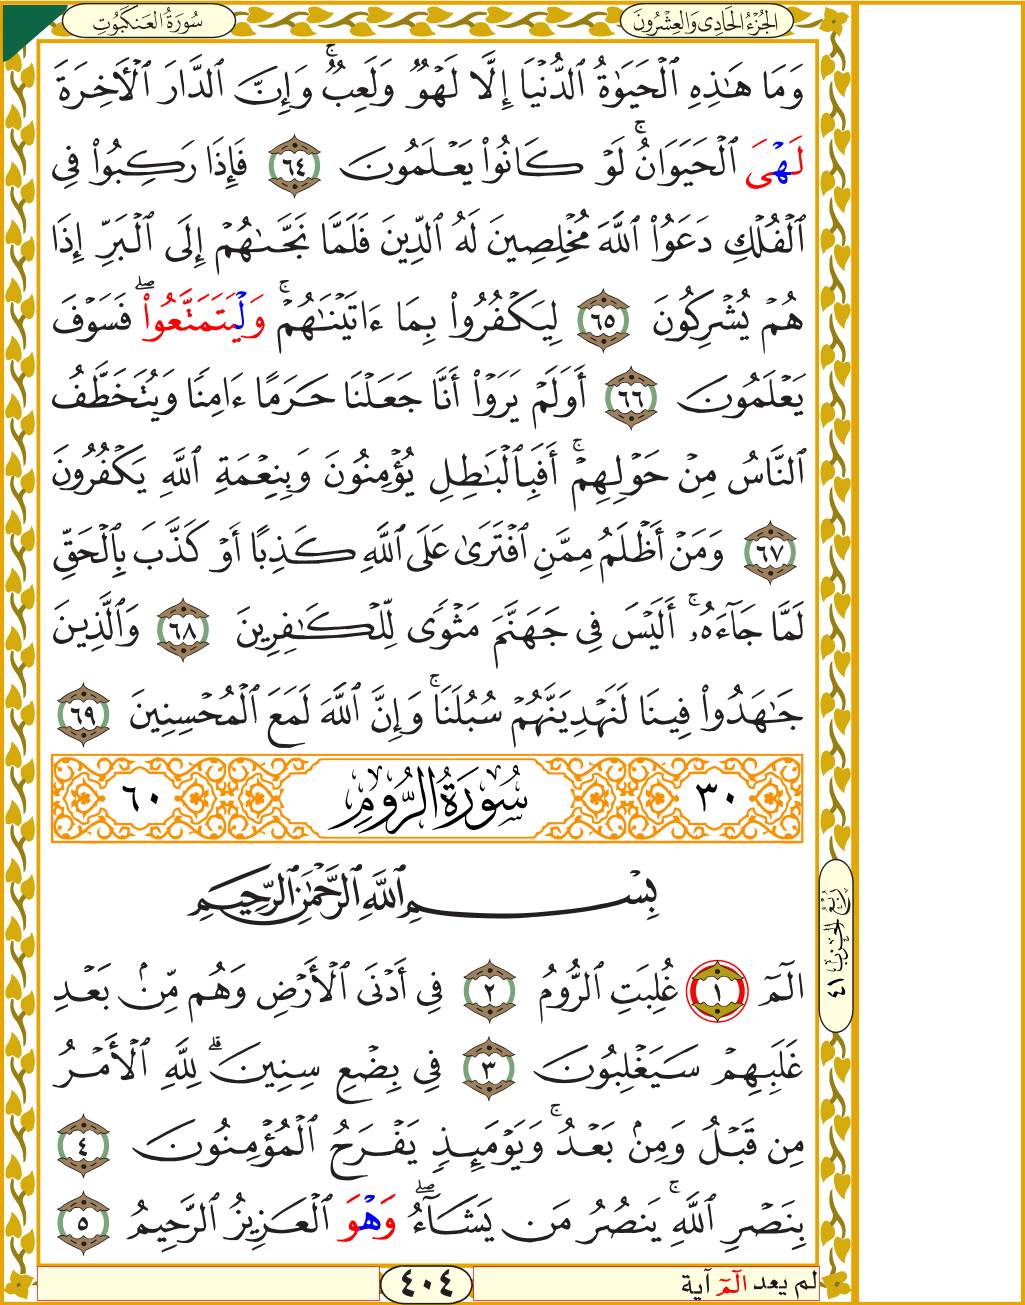 الجُزْءُ الحَادِي وَالعِشْرُونَ
سُورَةُ العَنكَبُوتِ
وَمَا هَٰذِهِ ٱلْحَيَوٰةُ ٱلدُّنْيَآ إِلَّا لَهْوٌ وَلَعِبٌ ۚ وَإِنَّ ٱلدَّارَ ٱلْأَخِرَةَ
لَهْيَ ٱلْحَيَوَانُ ۚ لَوْ كَانُوا۟ يَعْلَمُونَ ٦٤ فَإِذَا رَكِبُوا۟ فِى
ٱلْفُلْكِ دَعَوُا۟ ٱللَّهَ مُخْلِصِينَ لَهُ ٱلدِّينَ فَلَمَّا نَجَّىٰهُمْ إِلَى ٱلْبَرِّ إِذَا
هُمْ يُشْرِكُونَ ٦٥ لِيَكْفُرُوا۟ بِمَا ءَاتَيْنَٰهُمْ ۚ وَلْيَتَمَتَّعُوا۟ ۖ فَسَوْفَ
يَعْلَمُونَ ٦٦ أَوَلَمْ يَرَوْا۟ أَنَّا جَعَلْنَا حَرَمًا ءَامِنًا وَيُتَخَطَّفُ
ٱلنَّاسُ مِنْ حَوْلِهِمْ ۚ أَفَبِٱلْبَٰطِلِ يُؤْمِنُونَ وَبِنِعْمَةِ ٱللَّهِ يَكْفُرُونَ
٦٧ وَمَنْ أَظْلَمُ مِمَّنِ ٱفْتَرَىٰ عَلَى ٱللَّهِ كَذِبًا أَوْ كَذَّبَ بِٱلْحَقِّ
لَمَّا جَآءَهُۥ ۚ أَلَيْسَ فِى جَهَنَّمَ مَثْوًى لِّلْكَٰفِرِينَ ٦٨ وَٱلَّذِينَ
جَٰهَدُوا۟ فِينَا لَنَهْدِيَنَّهُمْ سُبُلَنَا ۚ وَإِنَّ ٱللَّهَ لَمَعَ ٱلْمُحْسِنِينَ ٦٩
٣٠ سُورَةُ الرُّومِ ٦٠
بِسْمِ ٱللَّهِ ٱلرَّحْمَٰنِ ٱلرَّحِيمِ
الٓمٓ ١ غُلِبَتِ ٱلرُّومُ ٢ فِى أَدْنَى ٱلْأَرْضِ وَهُم مِّنۢ بَعْدِ
غَلَبِهِمْ سَيَغْلِبُونَ ٣ فِى بِضْعِ سِنِينَ ۗ لِلَّهِ ٱلْأَمْرُ
مِن قَبْلُ وَمِنۢ بَعْدُ ۚ وَيَوْمَئِذٍ يَفْرَحُ ٱلْمُؤْمِنُونَ ٤
بِنَصْرِ ٱللَّهِ ۚ يَنصُرُ مَن يَشَآءُ ۖ وَهْوَ ٱلْعَزِيزُ ٱلرَّحِيمُ ٥
رُبْعُ الحِزْبِ ٤١
لم يعد الٓمٓ آية
٤٠٤